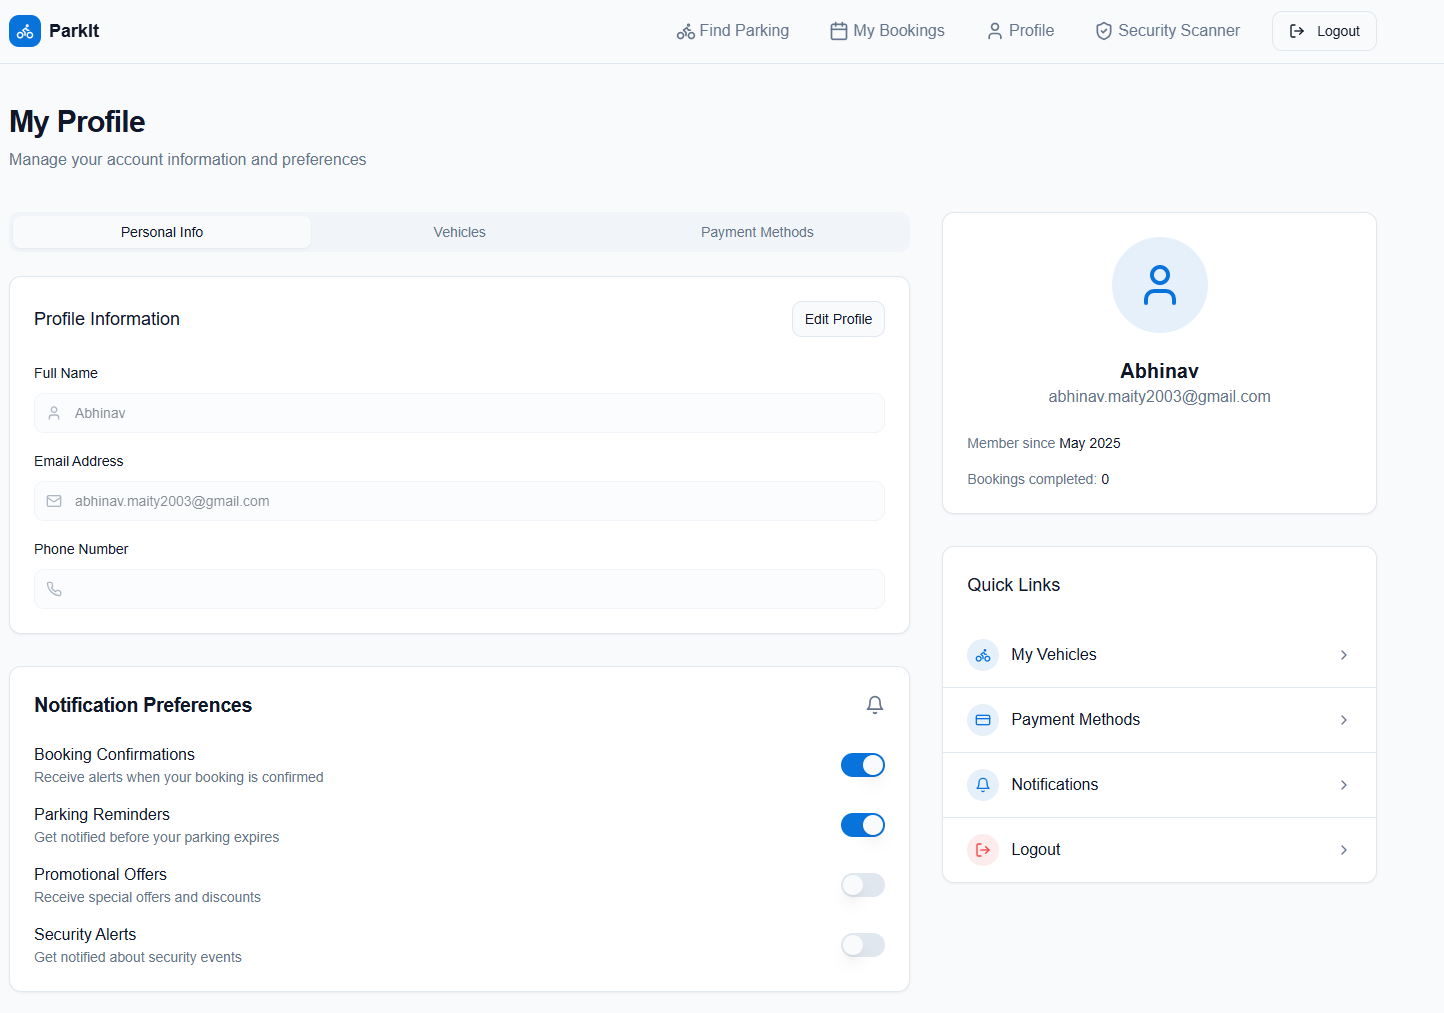 ParkIt
Find Parking
My Bookings
Profile
Security Scanner
Logout
My Profile
Manage your account information and preferences
Personal Info
Vehicles
Payment Methods
Profile Information
Edit Profile
Full Name
Abhinav
Email Address
abhinav.maity2003@gmail.com
Phone Number
Notification Preferences
Booking Confirmations
Receive alerts when your booking is confirmed
Parking Reminders
Get notified before your parking expires
Promotional Offers
Receive special offers and discounts
Security Alerts
Get notified about security events
Abhinav
abhinav.maity2003@gmail.com
Member since May 2025
Bookings completed: 0
Quick Links
My Vehicles
Payment Methods
Notifications
Logout